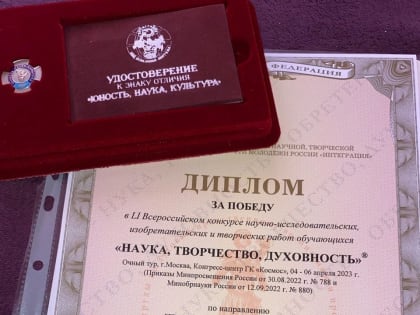 УДОСТОВЕРЕНИЕ
К ЗНАКУ ОТЛИЧИЯ
«ЮНОСТЬ, НАУКА, КУЛЬТУРА»
ФЕДЕРАЦИЯ
НАУЧНОЙ, ТВОРЧЕСКОЙ
МОЛОДЕЖИ РОССИИ "ИНТЕГРАЦИЯ"
ДИПЛОМ
ЗА ПОБЕДУ
в LI Всероссийском конкурсе научно-исследовательских,
изобретательских и творческих работ обучающихся
«НАУКА, ТВОРЧЕСТВО, ДУХОВНОСТЬ»®
Очный тур, г.Москва, Конгресс-центр ГК «Космос», 04 - 06 апреля 2023 г.
(Приказы Минпросвещения России от 30.08.2022 г. № 788 и
Минобрнауки России от 12.09.2022 г. № 880)
по направлению